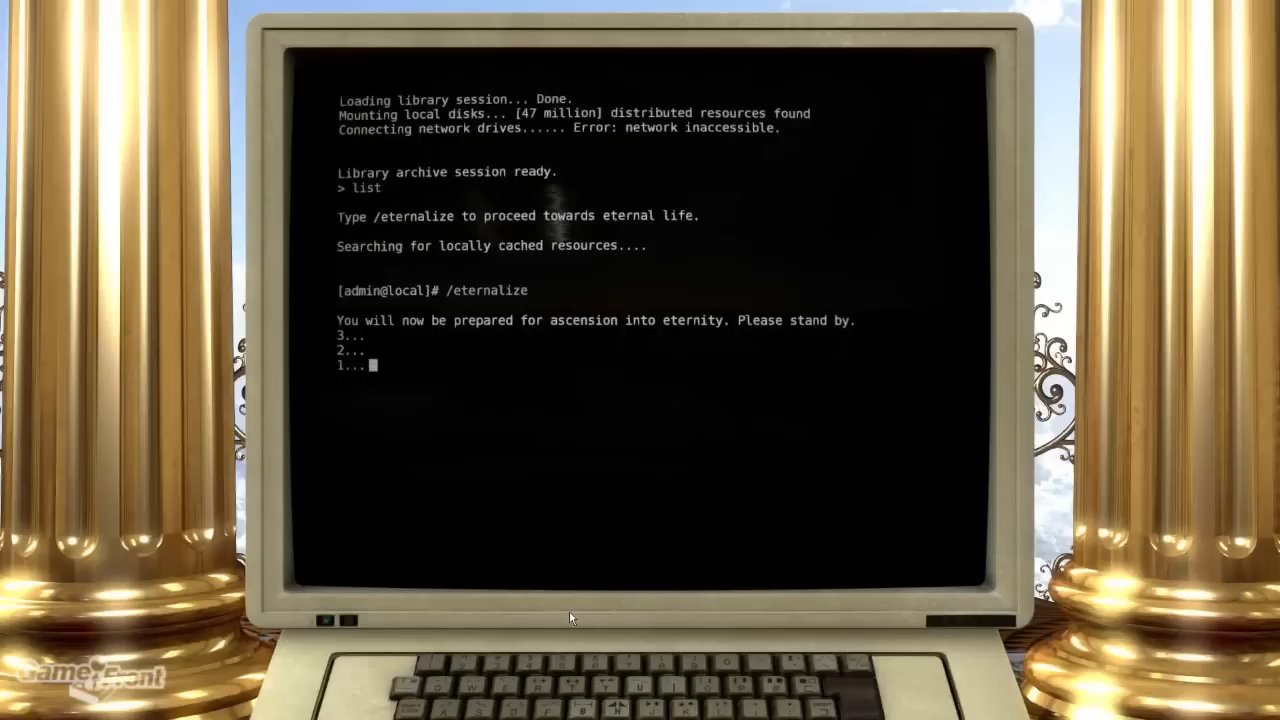 Loading library session... Done.
Mounting local disks... [47 million] distributed resources found
Connecting network drives...... Error: network inaccessible.
Library archive session ready.
> list
Type /eternalize to proceed towards eternal life.
Searching for locally cached resources....
[admin@local]# /eternalize
You will now be prepared for ascension into eternity. Please stand by.
3...
2...
1...
GameFront